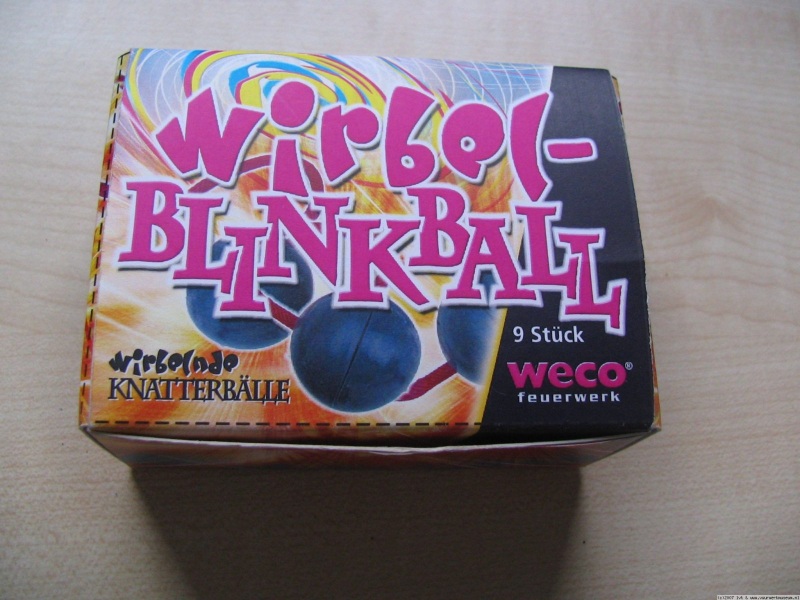 wirbel-
BLINKBALL
9 Stück
wirbelnde
KNATTERBÄLLE
weco®
feuerwerk